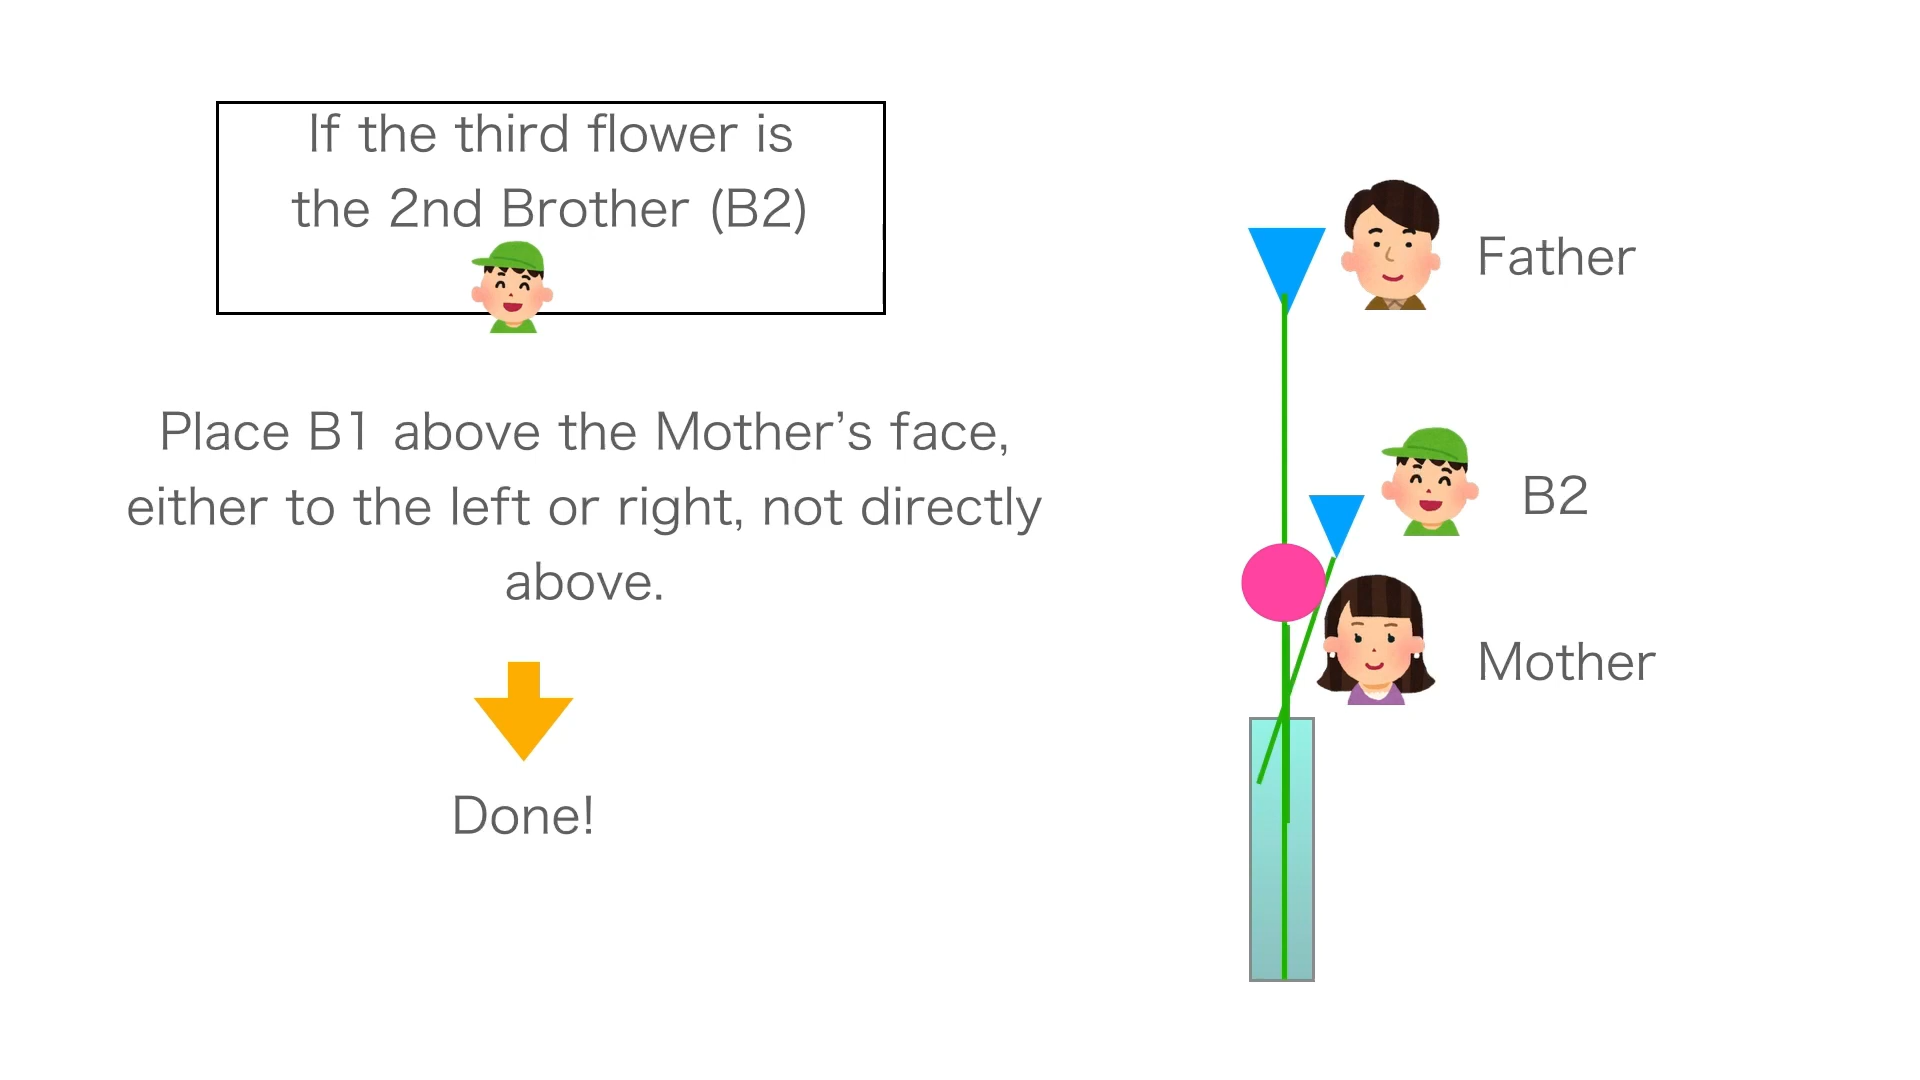 If the third flower is
the 2nd Brother (B2)
Place B1 above the Mother’s face,
either to the left or right, not directly
above.
Done!
Father
B2
Mother